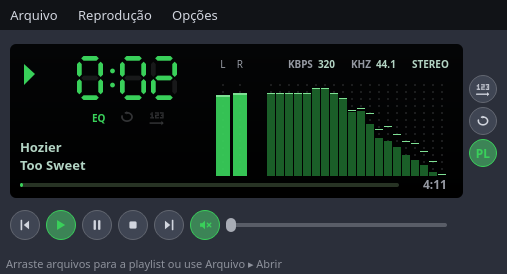 Arquivo Reprodução Opções
0:02
L R KBPS 320 KHZ 44.1 STEREO
EQ 123
123
Hozier
Too Sweet
PL
4:11
Arraste arquivos para a playlist ou use Arquivo ▸ Abrir